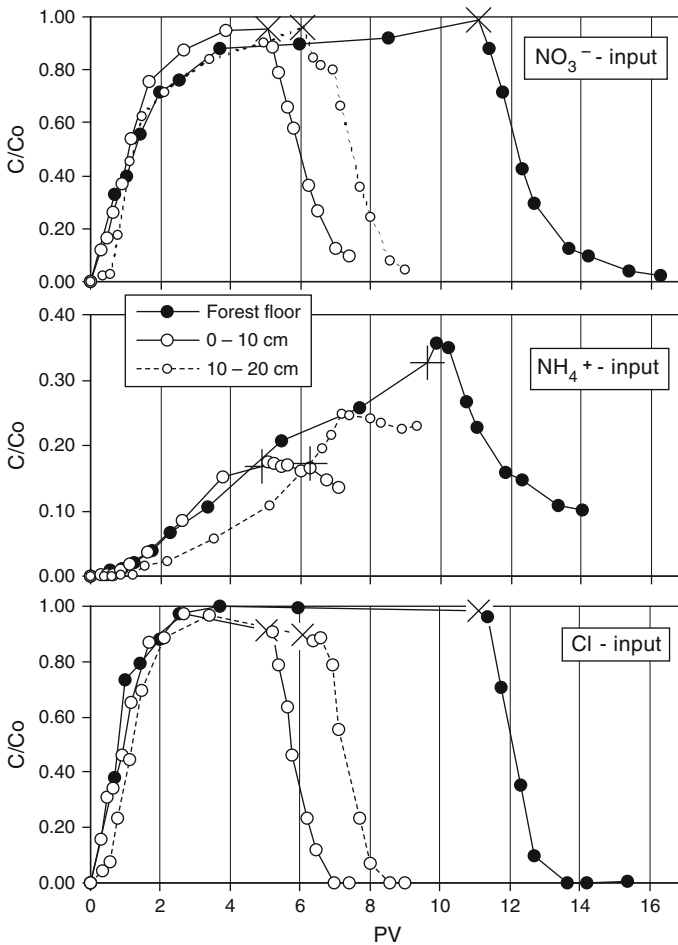 1.00
0.80
0.60
0.40
0.20
0.00
C/Co
NO₃⁻ - input
0.40
0.30
0.20
0.10
0.00
C/Co
Forest floor
0 – 10 cm
10 – 20 cm
NH₄⁺ - input
1.00
0.80
0.60
0.40
0.20
0.00
C/Co
Cl - input
0 2 4 6 8 10 12 14 16
PV